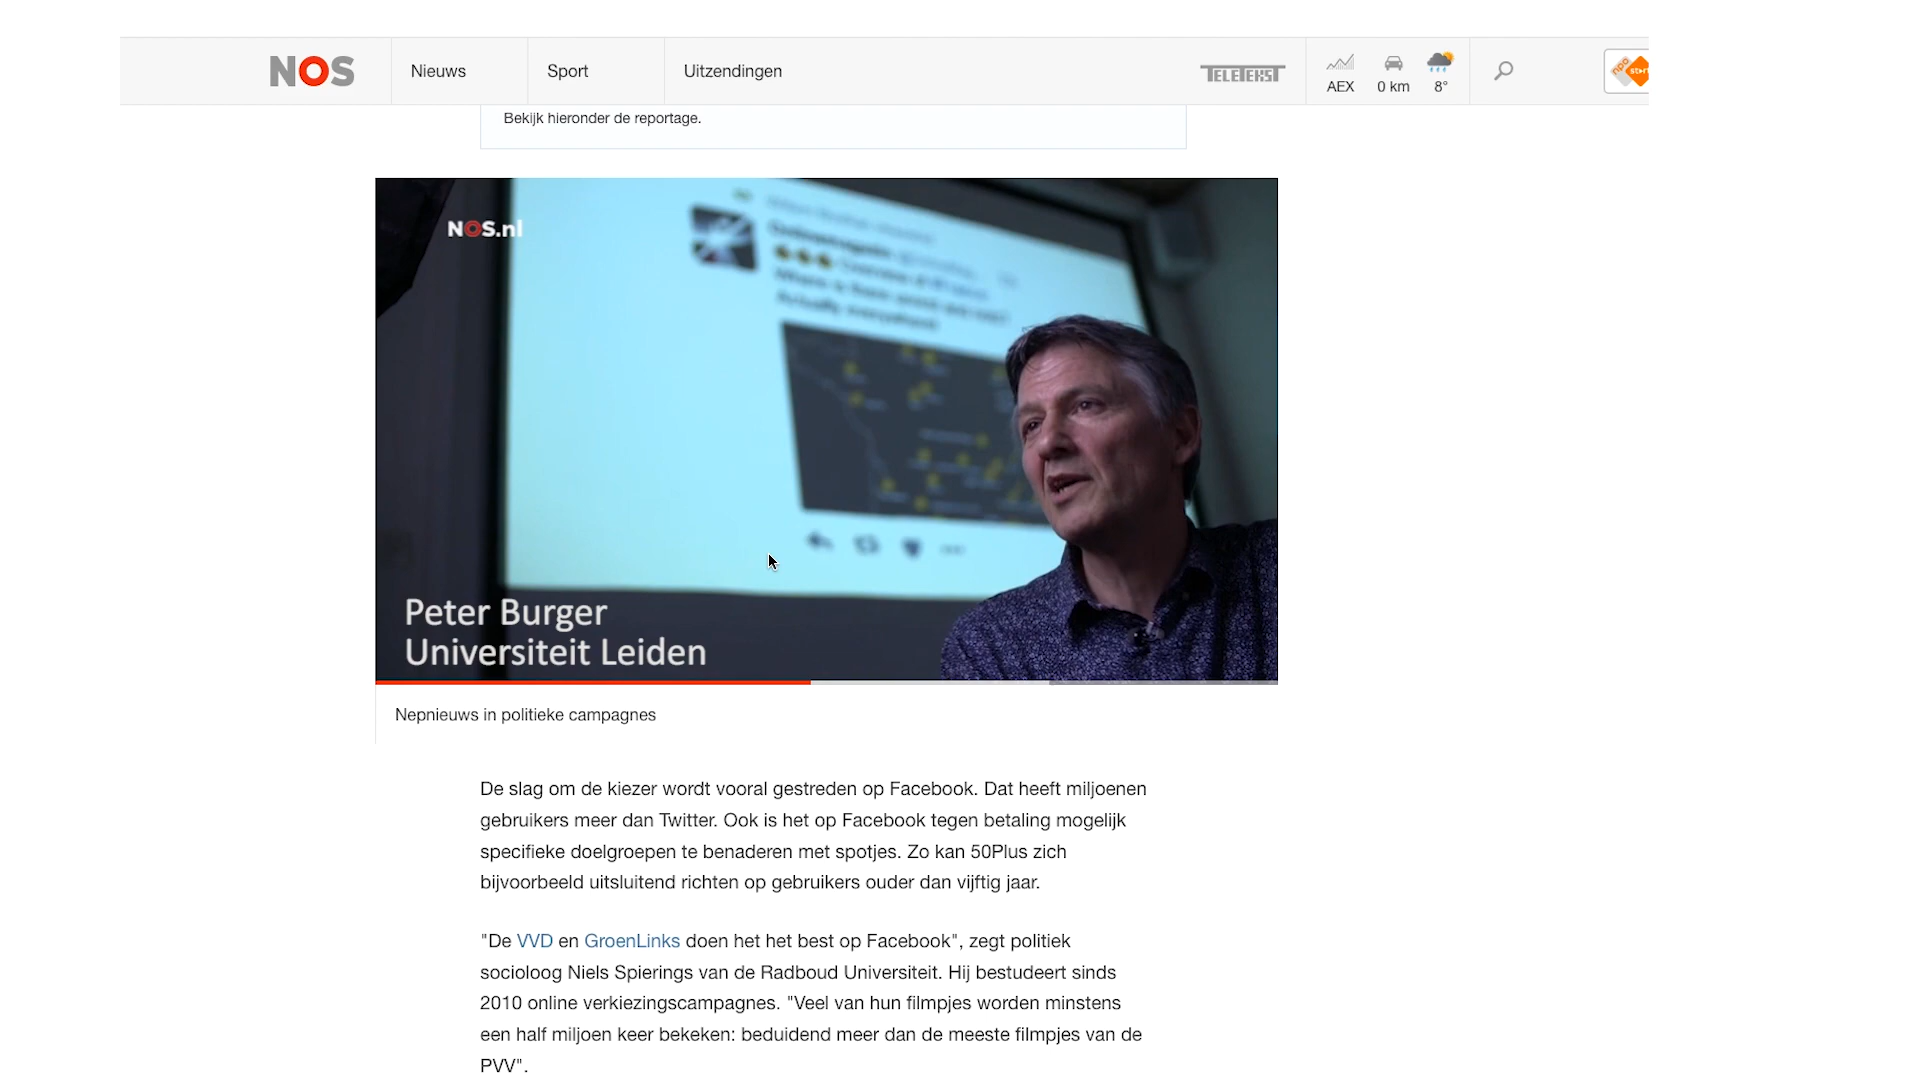 NOS
Nieuws
Sport
Uitzendingen
TELETEKST
AEX
0 km
8°
npo
start
Bekijk hieronder de reportage.
NOS.nl
Actually everywhere!
Peter Burger
Universiteit Leiden
Nepnieuws in politieke campagnes
De slag om de kiezer wordt vooral gestreden op Facebook. Dat heeft miljoenen
gebruikers meer dan Twitter. Ook is het op Facebook tegen betaling mogelijk
specifieke doelgroepen te benaderen met spotjes. Zo kan 50Plus zich
bijvoorbeeld uitsluitend richten op gebruikers ouder dan vijftig jaar.
"De VVD en GroenLinks doen het het best op Facebook", zegt politiek
socioloog Niels Spierings van de Radboud Universiteit. Hij bestudeert sinds
2010 online verkiezingscampagnes. "Veel van hun filmpjes worden minstens
een half miljoen keer bekeken: beduidend meer dan de meeste filmpjes van de
PVV".